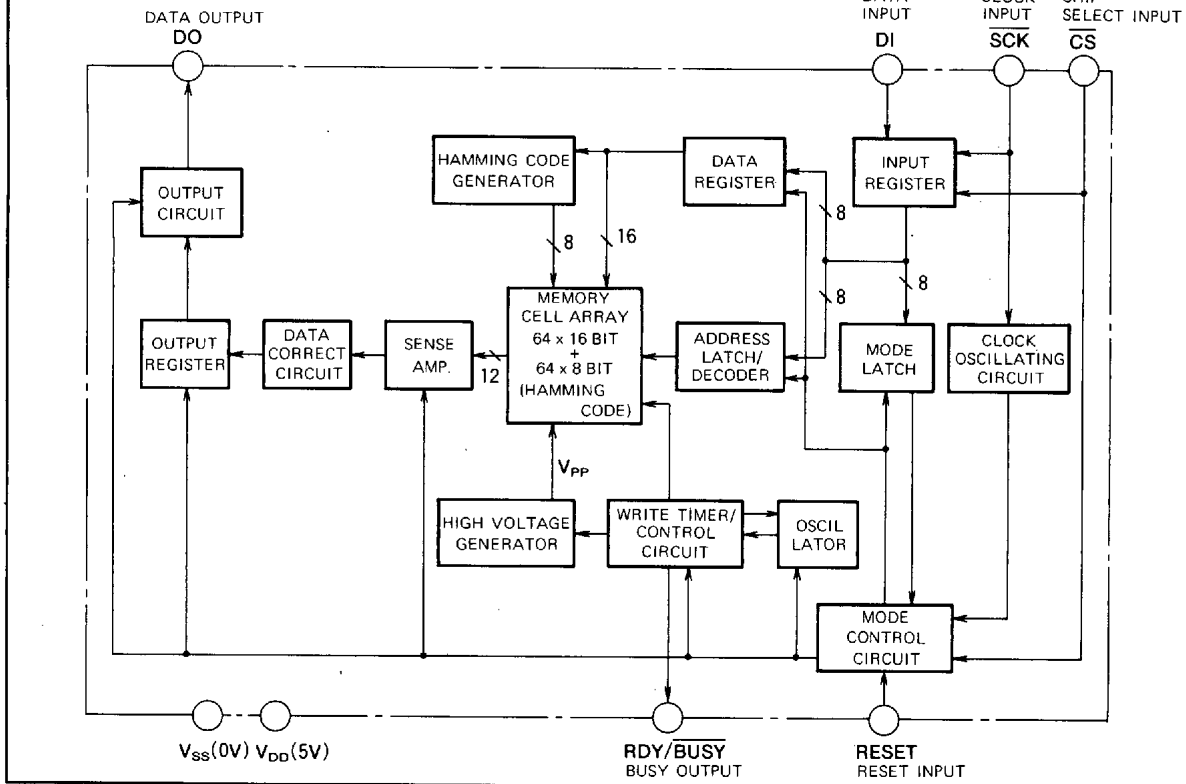 DATA OUTPUT
DO
INPUT
DI
INPUT
SCK
SELECT INPUT
CS
HAMMING CODE
GENERATOR
DATA
REGISTER
INPUT
REGISTER
OUTPUT
CIRCUIT
8
16
8
8
8
MEMORY
CELL ARRAY
64 x 16 BIT
+
64 x 8 BIT
(HAMMING
CODE)
OUTPUT
REGISTER
DATA
CORRECT
CIRCUIT
SENSE
AMP.
12
ADDRESS
LATCH/
DECODER
MODE
LATCH
CLOCK
OSCILLATING
CIRCUIT
VPP
HIGH VOLTAGE
GENERATOR
WRITE TIMER/
CONTROL
CIRCUIT
OSCIL
LATOR
MODE
CONTROL
CIRCUIT
VSS(0V) VDD(5V)
RDY/BUSY
BUSY OUTPUT
RESET
RESET INPUT